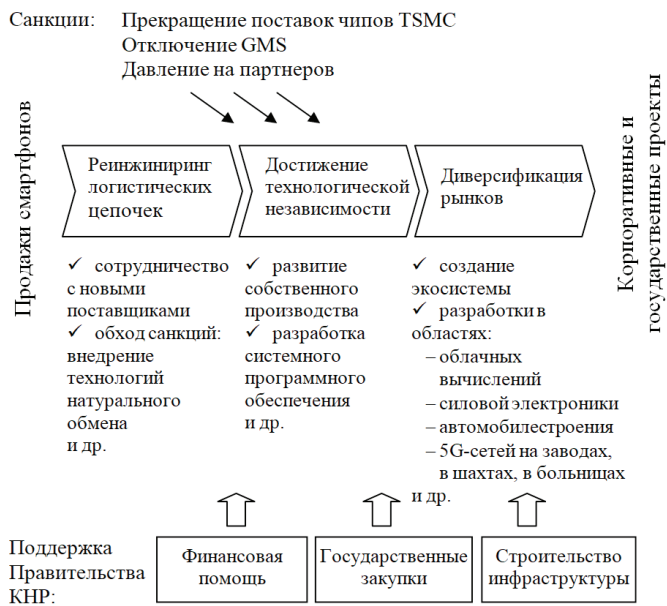 Санкции:
Прекращение поставок чипов TSMC
Отключение GMS
Давление на партнеров
Продажи смартфонов
Реинжиниринг
логистических
цепочек
Достижение
технологической
независимости
Диверсификация
рынков
Корпоративные и
государственные проекты
✓ сотрудничество
с новыми
поставщиками
✓ обход санкций:
внедрение
технологий
натурального
обмена
и др.
✓ развитие
собственного
производства
✓ разработка
системного
программного
обеспечения
и др.
✓ создание
экосистемы
✓ разработки в
областях:
– облачных
вычислений
– силовой электроники
– автомобилестроения
– 5G-сетей на заводах,
в шахтах, в больницах
и др.
Поддержка
Правительства
КНР:
Финансовая
помощь
Государственные
закупки
Строительство
инфраструктуры